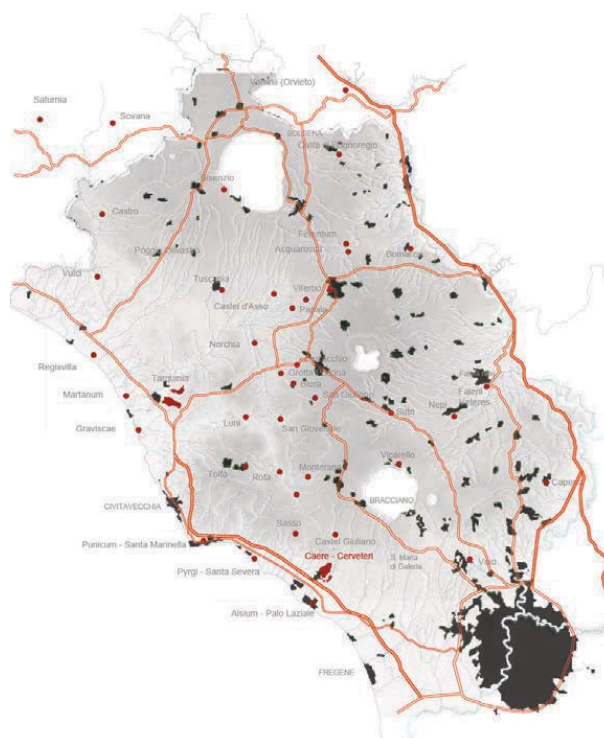 Volsinii (Orvieto)
Saturnia
Sovana
BOLSENA
Civita di Bagnoregio
Bisenzio
Castro
Ferentum
Acquarossa
Bomarzo
Vulci
Tuscania
Viterbo
Castel d'Asso
Norchia
Regisvilla
Grotta Porcina
Tarquinia
Blera
Martanum
San Giuliano
Nepi
Falerii
Veteres
Sutri
Graviscae
Luni
San Giovenale
Vicarello
Tolfa
Rota
Monterano
Capena
BRACCIANO
CIVITAVECCHIA
Sasso
Castel Giuliano
Punicum - Santa Marinella
Caere - Cerveteri
S. Maria
di Galeria
Veio
Pyrgi - Santa Severa
Alsium - Palo Laziale
FREGENE